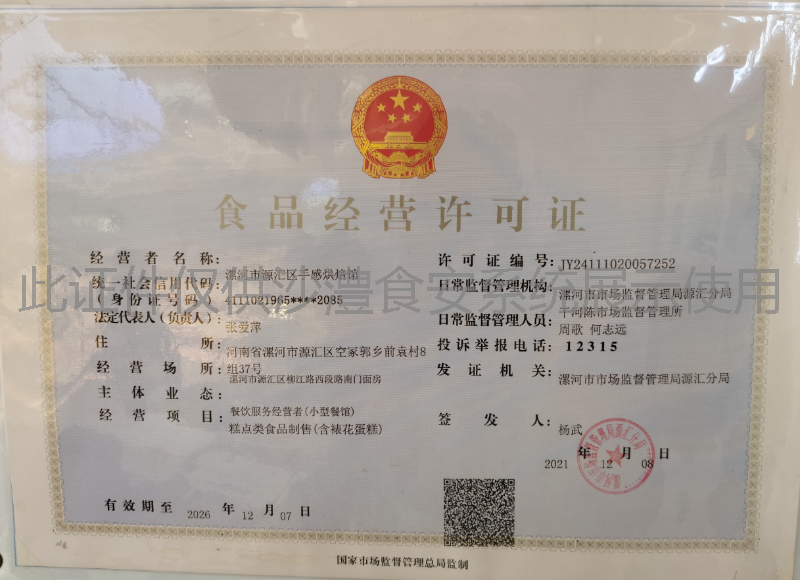 食品经营许可证
经营者名称：
漯河市源汇区手感烘焙馆
统一社会信用代码：
（身份证号码）
4111021965****2035
法定代表人（负责人）：
张爱萍
住所：
河南省漯河市源汇区空冢郭乡前袁村8
组37号
经营场所：
漯河市源汇区柳江路西段路南门面房
主体业态：
餐饮服务经营者(小型餐馆)
经营项目：
糕点类食品制售(含裱花蛋糕)
许可证编号：
JY24111020057252
日常监督管理机构：
漯河市市场监督管理局源汇分局
日常监督管理人员：
干河陈市场监督管理所
周歌 何志远
投诉举报电话：12315
发证机关：
漯河市市场监督管理局源汇分局
签发人：
杨武
2021年12月08日
有效期至 2026年12月07日
国家市场监督管理总局监制
此证件仅供沙澧食安系统展示使用